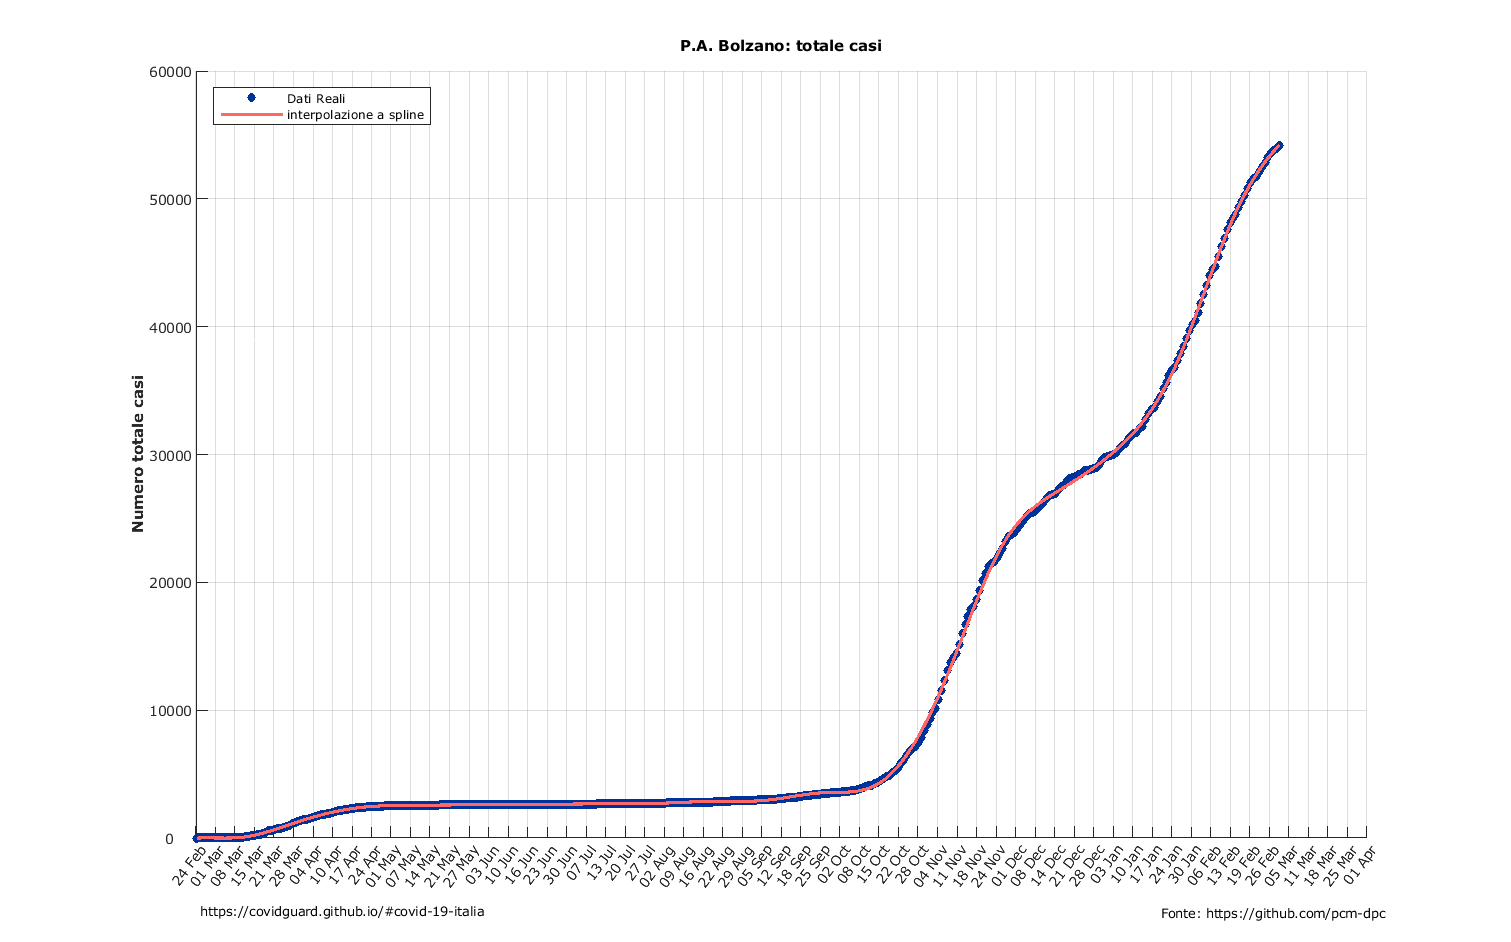 P.A. Bolzano: totale casi
60000
50000
40000
30000
20000
10000
0
Numero totale casi
Dati Reali
interpolazione a spline
24 Feb
01 Mar
08 Mar
15 Mar
21 Mar
28 Mar
04 Apr
10 Apr
17 Apr
24 Apr
01 May
07 May
14 May
21 May
27 May
03 Jun
10 Jun
16 Jun
23 Jun
30 Jun
07 Jul
13 Jul
20 Jul
27 Jul
02 Aug
09 Aug
16 Aug
22 Aug
29 Aug
05 Sep
12 Sep
18 Sep
25 Sep
02 Oct
08 Oct
15 Oct
22 Oct
28 Oct
04 Nov
11 Nov
11 Nov
18 Nov
24 Nov
01 Dec
08 Dec
14 Dec
21 Dec
28 Dec
03 Jan
10 Jan
17 Jan
24 Jan
30 Jan
06 Feb
13 Feb
19 Feb
26 Feb
05 Mar
11 Mar
18 Mar
25 Mar
01 Apr
https://covidguard.github.io/#covid-19-italia
Fonte: https://github.com/pcm-dpc